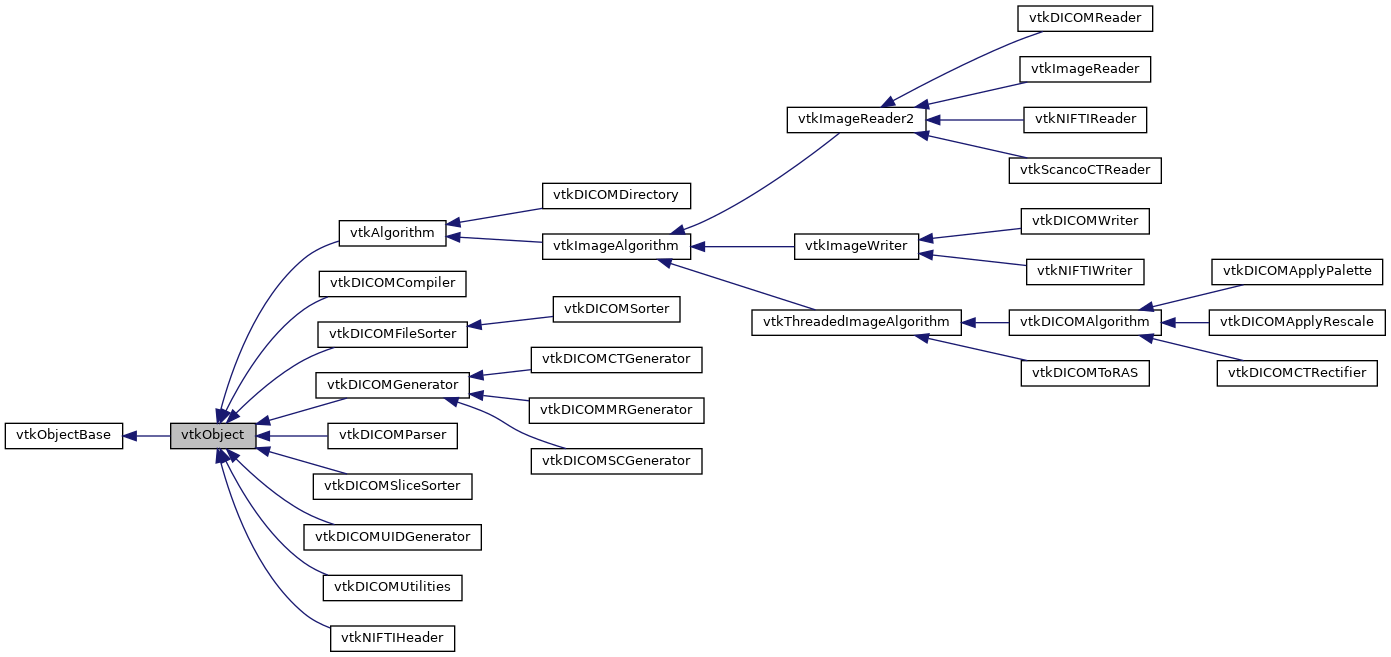 vtkDICOMReader
vtkImageReader
vtkImageReader2
vtkNIFTIReader
vtkScancoCTReader
vtkDICOMDirectory
vtkDICOMWriter
vtkAlgorithm
vtkImageAlgorithm
vtkImageWriter
vtkNIFTIWriter
vtkDICOMApplyPalette
vtkDICOMCompiler
vtkDICOMSorter
vtkThreadedImageAlgorithm
vtkDICOMAlgorithm
vtkDICOMApplyRescale
vtkDICOMFileSorter
vtkDICOMCTGenerator
vtkDICOMToRAS
vtkDICOMCTRectifier
vtkDICOMGenerator
vtkDICOMMRGenerator
vtkObjectBase
vtkObject
vtkDICOMParser
vtkDICOMSCGenerator
vtkDICOMSliceSorter
vtkDICOMUIDGenerator
vtkDICOMUtilities
vtkNIFTIHeader